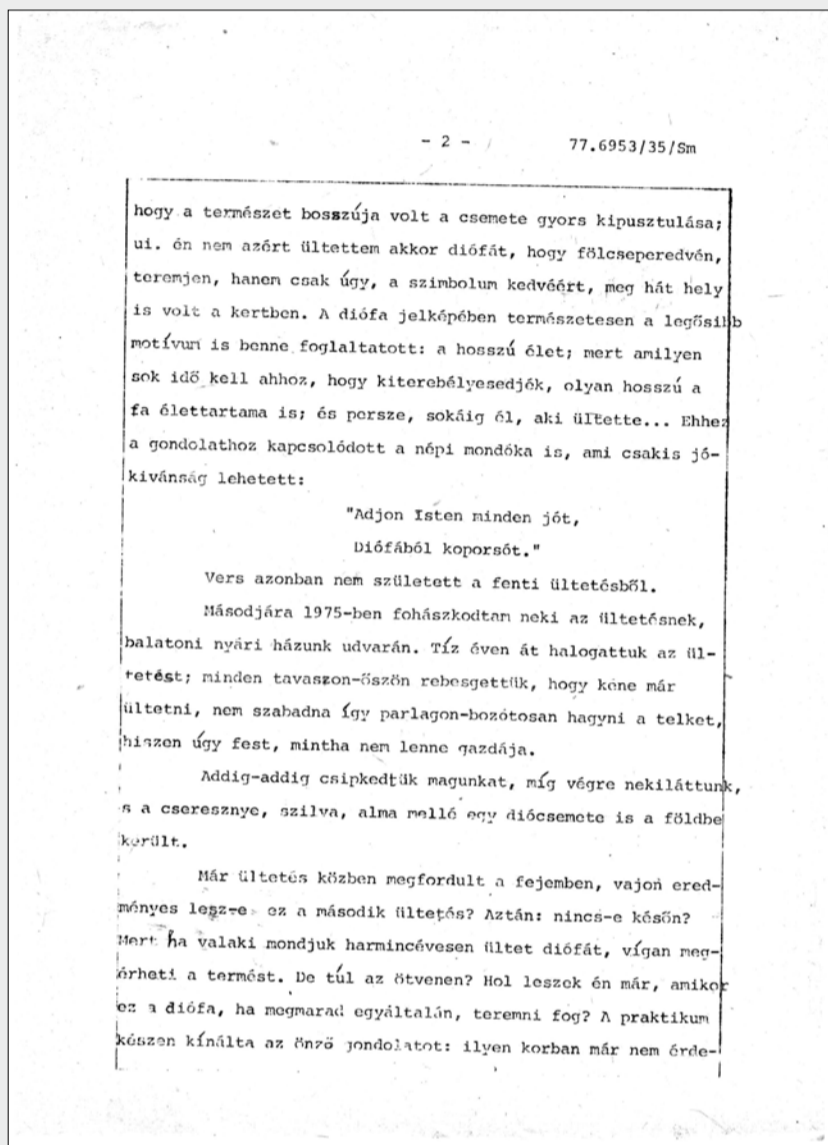 - 2 -
77.6953/35/Sm
hogy a természet bosszúja volt a csemete gyors kipusztulása;
ui. én nem azért ültettem akkor diófát, hogy fölcseperedvén,
teremjen, hanem csak úgy, a szimbolum kedvéért, meg hát hely
is volt a kertben. A diófa jelképében természetesen a legősibb
motívum is benne foglaltatott: a hosszú élet; mert amilyen
sok idő kell ahhoz, hogy kiterebélyesedjék, olyan hosszú a
fa élettartama is; és persze, sokáig él, aki ültette... Ehhez
a gondolathoz kapcsolódott a népi mondóka is, ami csakis jó-
kivánság lehetett:
"Adjon Isten minden jót,
Diófából koporsót."
Vers azonban nem született a fenti ültetésből.
Másodjára 1975-ben fohászkodtam neki az ültetésnek,
balatoni nyári házunk udvarán. Tíz éven át halogattuk az ül-
tetést; minden tavaszon-őszön rebesgettük, hogy kéne már
ültetni, nem szabadna így parlagon-bozótosan hagyni a telket,
hiszen úgy fest, mintha nem lenne gazdája.
Addig-addig csipkedtük magunkat, míg végre nekiláttunk,
s a cseresznye, szilva, alma mellé egy diócsemete is a földbe
került.
Már ültetés közben megfordult a fejemben, vajon ered-
ményes lesz-e ez a második ültetés? Aztán: nincs-e későn?
Mert ha valaki mondjuk harmincévesen ültet diófát, vígan meg-
érheti a termést. De túl az ötvenen? Hol leszek én már, amikor
ez a diófa, ha megmarad egyáltalán, teremni fog? A praktikum
készen kínálta az önző gondolatot: ilyen korban már nem érde-